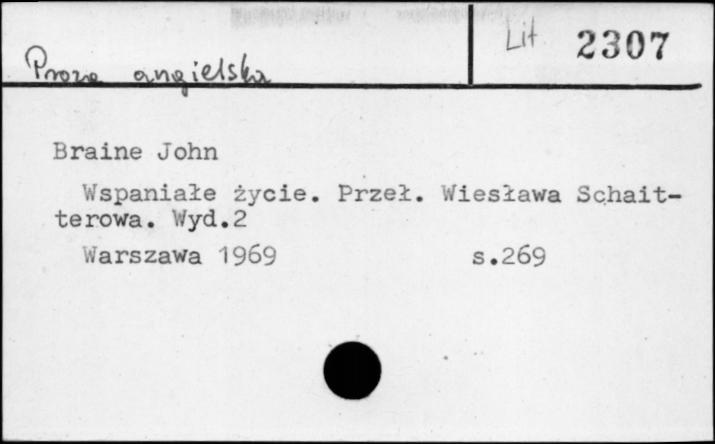 Lit 2307
Proza angielska
Braine John
Wspaniałe życie. Przeł. Wiesława Schait-
terowa. Wyd.2
Warszawa 1969 s.269